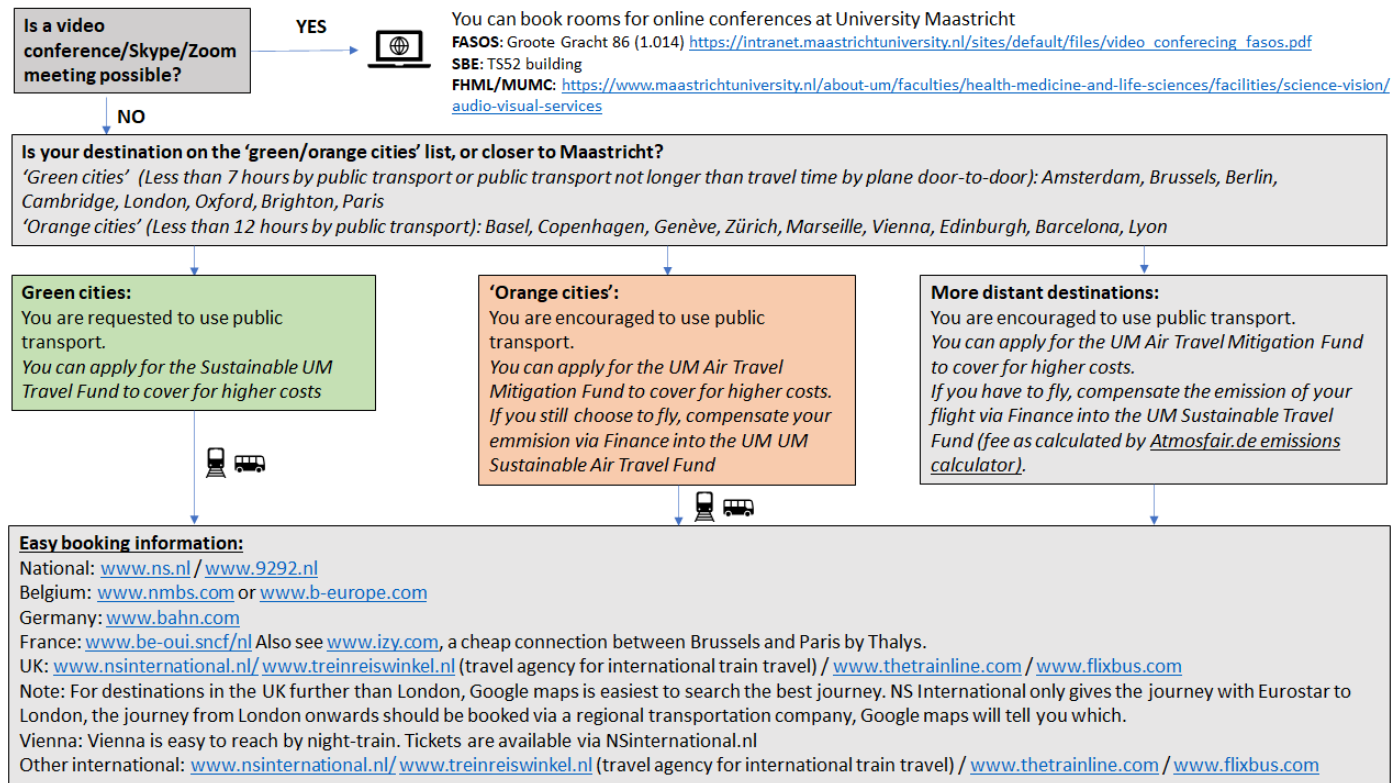 Is a video
conference/Skype/Zoom
meeting possible?
YES
You can book rooms for online conferences at University Maastricht
FASOS: Groote Gracht 86 (1.014) https://intranet.maastrichtuniversity.nl/sites/default/files/video_conferecing_fasos.pdf
SBE: TS52 building
FHML/MUMC: https://www.maastrichtuniversity.nl/about-um/faculties/health-medicine-and-life-sciences/facilities/science-vision/
audio-visual-services
NO
Is your destination on the ‘green/orange cities’ list, or closer to Maastricht?
‘Green cities’ (Less than 7 hours by public transport or public transport not longer than travel time by plane door-to-door): Amsterdam, Brussels, Berlin,
Cambridge, London, Oxford, Brighton, Paris
‘Orange cities’ (Less than 12 hours by public transport): Basel, Copenhagen, Genève, Zürich, Marseille, Vienna, Edinburgh, Barcelona, Lyon
Green cities:
You are requested to use public
transport.
You can apply for the Sustainable UM
Travel Fund to cover for higher costs
‘Orange cities’:
You are encouraged to use public
transport.
You can apply for the UM Air Travel
Mitigation Fund to cover for higher costs.
If you still choose to fly, compensate your
emmision via Finance into the UM UM
Sustainable Air Travel Fund
More distant destinations:
You are encouraged to use public transport.
You can apply for the UM Air Travel Mitigation Fund
to cover for higher costs.
If you have to fly, compensate the emission of your
flight via Finance into the UM Sustainable Travel
Fund (fee as calculated by Atmosfair.de emissions
calculator).
Easy booking information:
National: www.ns.nl / www.9292.nl
Belgium: www.nmbs.com or www.b-europe.com
Germany: www.bahn.com
France: www.be-oui.sncf/nl Also see www.izy.com, a cheap connection between Brussels and Paris by Thalys.
UK: www.nsinternational.nl/ www.treinreiswinkel.nl (travel agency for international train travel) / www.thetrainline.com / www.flixbus.com
Note: For destinations in the UK further than London, Google maps is easiest to search the best journey. NS International only gives the journey with Eurostar to
London, the journey from London onwards should be booked via a regional transportation company, Google maps will tell you which.
Vienna: Vienna is easy to reach by night-train. Tickets are available via NSinternational.nl
Other international: www.nsinternational.nl/ www.treinreiswinkel.nl (travel agency for international train travel) / www.thetrainline.com / www.flixbus.com